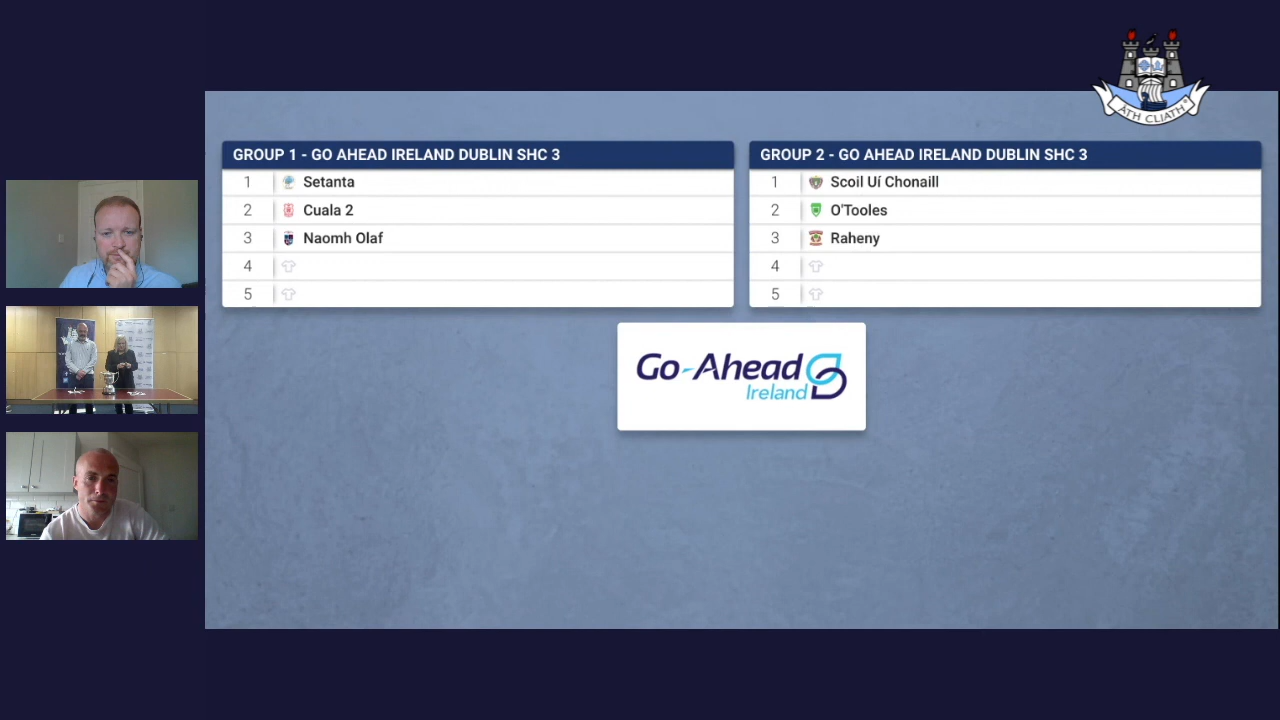 ÁTH CLIATH
GROUP 1 - GO AHEAD IRELAND DUBLIN SHC 3
1 Setanta
2 Cuala 2
3 Naomh Olaf
4
5
GROUP 2 - GO AHEAD IRELAND DUBLIN SHC 3
1 Scoil Uí Chonaill
2 O'Tooles
3 Raheny
4
5
Go-Ahead
Ireland